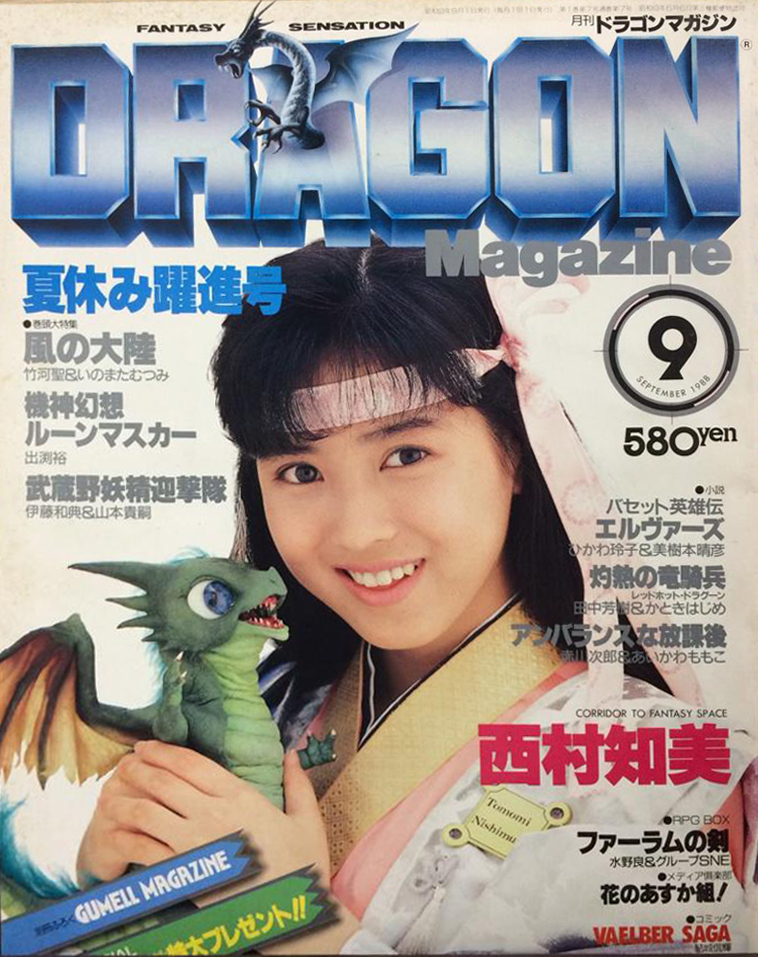 FANTASY SENSATION
月刊ドラゴンマガジン
DRAGON
®
Magazine
夏休み躍進号
●巻頭大特集
風の大陸
竹河聖&いのまたむつみ
機神幻想
ルーンマスカー
出渕裕
武蔵野妖精迎撃隊
伊藤和典&山本貴嗣
9
SEPTEMBER 1988
580yen
●小説
バセット英雄伝
エルヴァーズ
ひかわ玲子&美樹本晴彦
灼熱の竜騎兵
レッドホット・ドラグーン
田中芳樹&かときはじめ
アンバランスな放課後
赤川次郎&あいかわももこ
CORRIDOR TO FANTASY SPACE
西村知美
Tomomi
Nishimu
●RPG BOX
ファーラムの剣
水野良&グループSNE
●メディア倶楽部
花のあすか組!
●コミック
VAELBER SAGA
GUMELL MAGAZINE
大プレゼント!!